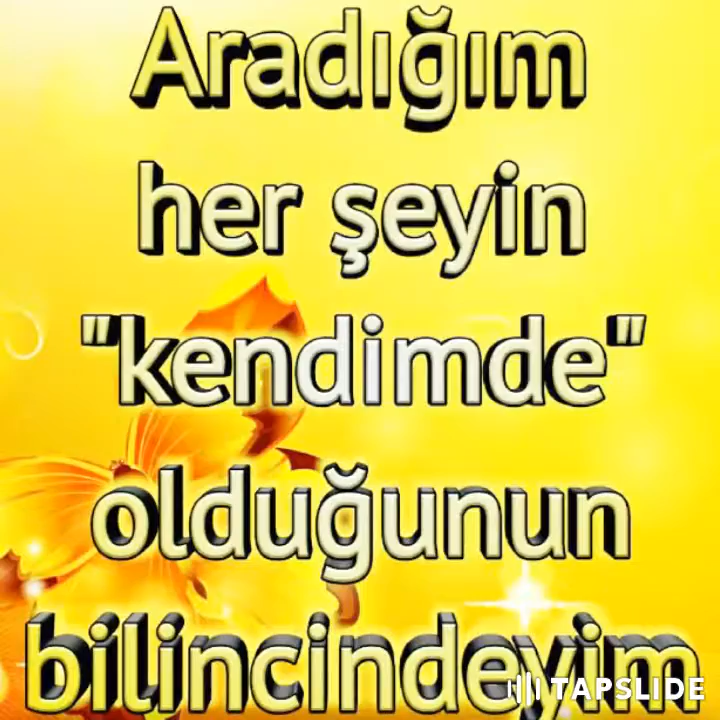 Aradığım
her şeyin
"kendimde"
olduğunun
bilincindeyim
TAPSLIDE